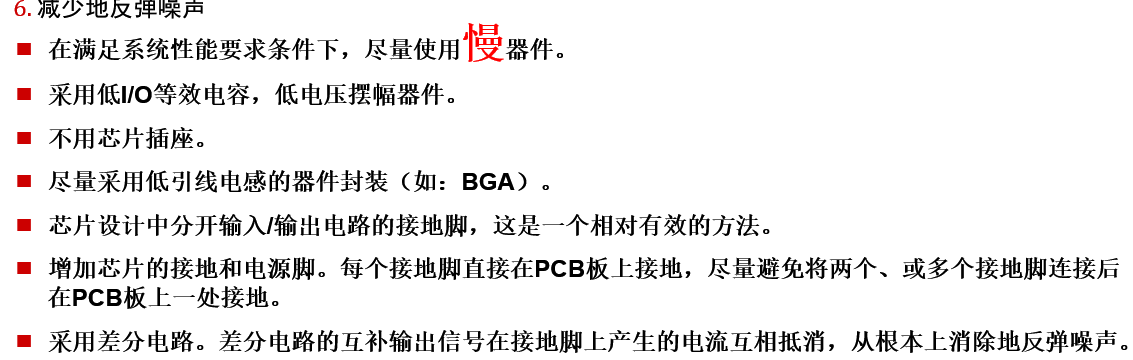 6. 减少地反弹噪声
■ 在满足系统性能要求条件下，尽量使用慢器件。
■ 采用低I/O等效电容，低电压摆幅器件。
■ 不用芯片插座。
■ 尽量采用低引线电感的器件封装（如：BGA）。
■ 芯片设计中分开输入/输出电路的接地脚，这是一个相对有效的方法。
■ 增加芯片的接地和电源脚。每个接地脚直接在PCB板上接地，尽量避免将两个、或多个接地脚连接后
在PCB板上一处接地。
■ 采用差分电路。差分电路的互补输出信号在接地脚上产生的电流互相抵消，从根本上消除地反弹噪声。